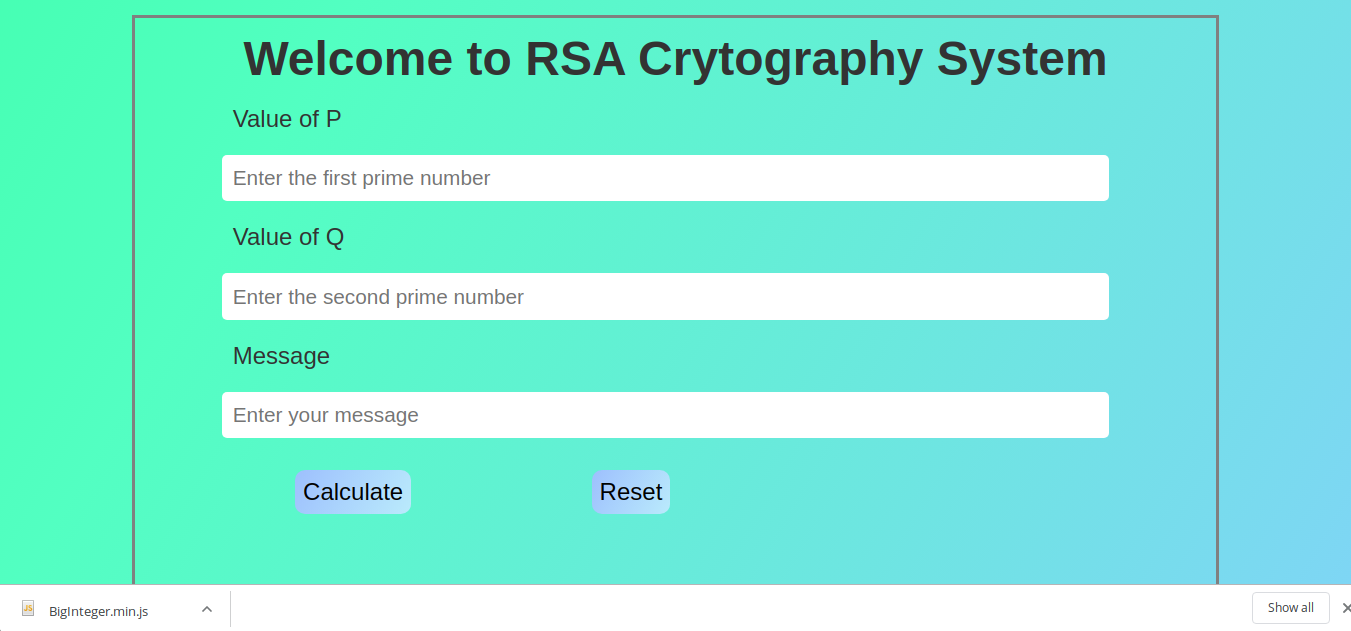 Welcome to RSA Crytography System
Value of P
Enter the first prime number
Value of Q
Enter the second prime number
Message
Enter your message
Calculate Reset
JS BigInteger.min.js Show all